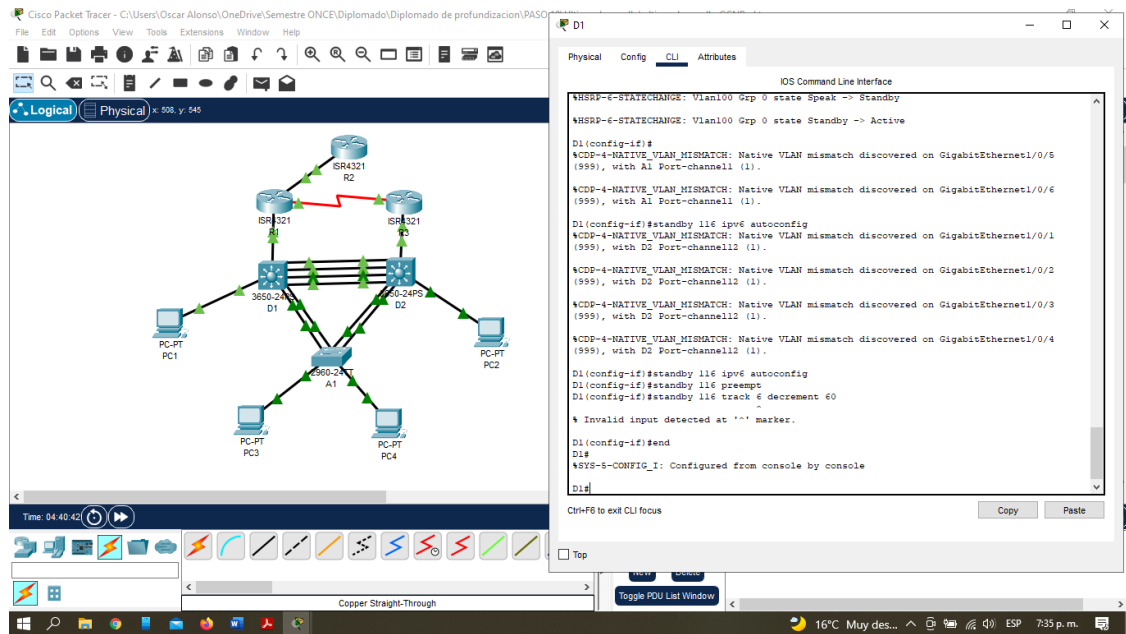 Cisco Packet Tracer - C:\Users\Oscar Alonso\OneDrive\Semestre ONCE\Diplomado\Diplomado de profundizacion\PASO
File Edit Options View Tools Extensions Window Help
Logical Physical x: 508, y: 545
ISR4321
R2
ISR4321
R1
ISR4321
R3
3650-24PS
D1
3650-24PS
D2
PC-PT
PC1
PC-PT
PC2
2960-24TT
A1
PC-PT
PC3
PC-PT
PC4
Time: 04:40:42
Copper Straight-Through
New Delete
Toggle PDU List Window
D1
Physical Config CLI Attributes
IOS Command Line Interface
%HSRP-6-STATECHANGE: Vlan100 Grp 0 state Speak -> Standby
%HSRP-6-STATECHANGE: Vlan100 Grp 0 state Standby -> Active
D1(config-if)#
%CDP-4-NATIVE_VLAN_MISMATCH: Native VLAN mismatch discovered on GigabitEthernet1/0/5
(999), with A1 Port-channel1 (1).
%CDP-4-NATIVE_VLAN_MISMATCH: Native VLAN mismatch discovered on GigabitEthernet1/0/6
(999), with A1 Port-channel1 (1).
D1(config-if)#standby 116 ipv6 autoconfig
%CDP-4-NATIVE_VLAN_MISMATCH: Native VLAN mismatch discovered on GigabitEthernet1/0/1
(999), with D2 Port-channel12 (1).
%CDP-4-NATIVE_VLAN_MISMATCH: Native VLAN mismatch discovered on GigabitEthernet1/0/2
(999), with D2 Port-channel12 (1).
%CDP-4-NATIVE_VLAN_MISMATCH: Native VLAN mismatch discovered on GigabitEthernet1/0/3
(999), with D2 Port-channel12 (1).
%CDP-4-NATIVE_VLAN_MISMATCH: Native VLAN mismatch discovered on GigabitEthernet1/0/4
(999), with D2 Port-channel12 (1).
D1(config-if)#standby 116 ipv6 autoconfig
D1(config-if)#standby 116 preempt
D1(config-if)#standby 116 track 6 decrement 60
^
% Invalid input detected at '^' marker.
D1(config-if)#end
D1#
%SYS-5-CONFIG_I: Configured from console by console
D1#
Ctrl+F6 to exit CLI focus
Copy Paste
Top
16°C Muy des... ESP 7:35 p. m.